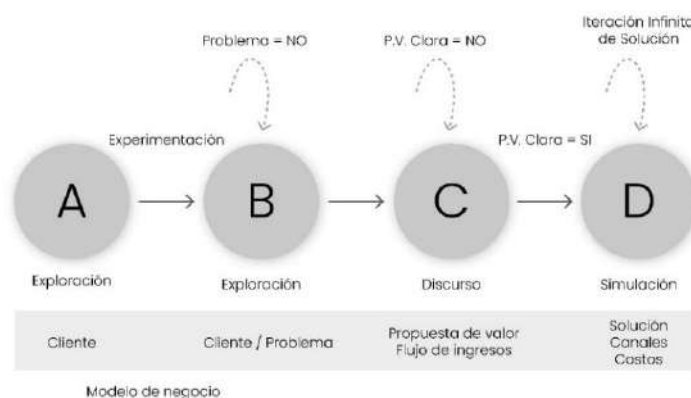 Problema = NO
P.V. Clara = NO
Iteración Infinita
de Solución
Experimentación
P.V. Clara = SI
A
B
C
D
Exploración
Exploración
Discurso
Simulación
Cliente
Cliente / Problema
Propuesta de valor
Flujo de ingresos
Solución
Canales
Costos
Modelo de negocio